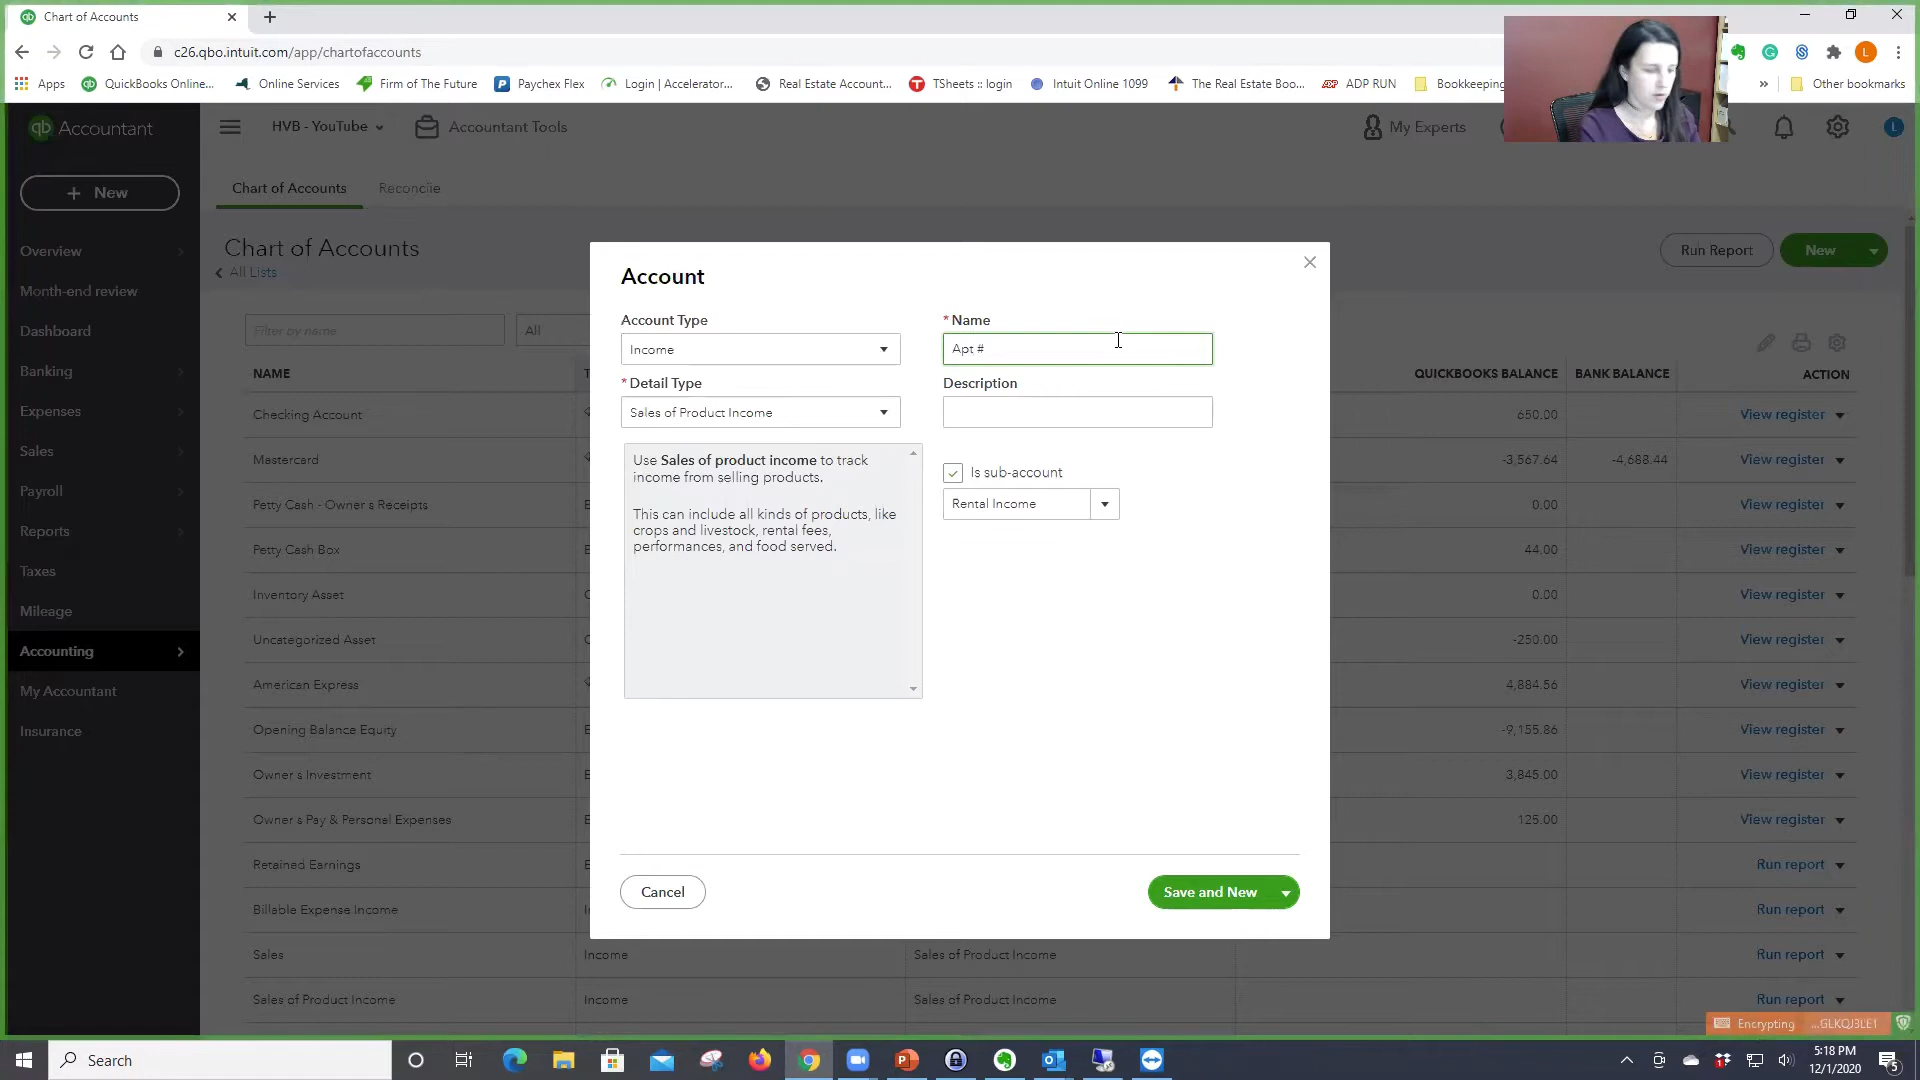 Chart of Accounts
c26.qbo.intuit.com/app/chartofaccounts
Apps
QuickBooks Online...
Online Services
Firm of The Future
Paychex Flex
Login | Accelerator...
Real Estate Account...
TSheets :: login
Intuit Online 1099
The Real Estate Boo...
ADP RUN
Bookkeeping
Other bookmarks
qb Accountant
HVB - YouTube
Accountant Tools
My Experts
L
+ New
Chart of Accounts
Reconcile
Overview
Month-end review
Dashboard
Banking
Expenses
Sales
Payroll
Reports
Taxes
Mileage
Accounting
My Accountant
Insurance
Chart of Accounts
All Lists
Run Report
New
Filter by name
All
NAME
QUICKBOOKS BALANCE
BANK BALANCE
ACTION
Checking Account
650.00
View register
Mastercard
-3,567.64
-4,688.44
View register
Petty Cash - Owner s Receipts
0.00
View register
Petty Cash Box
44.00
View register
Inventory Asset
0.00
View register
Uncategorized Asset
-250.00
View register
American Express
4,884.56
View register
Opening Balance Equity
-9,155.86
View register
Owner s Investment
3,845.00
View register
Owner s Pay & Personal Expenses
125.00
View register
Retained Earnings
Run report
Billable Expense Income
Run report
Sales
Income
Sales of Product Income
Run report
Sales of Product Income
Income
Sales of Product Income
Run report
Account
Account Type
Income
* Name
Apt #
* Detail Type
Sales of Product Income
Description
Use Sales of product income to track
income from selling products.
This can include all kinds of products, like
crops and livestock, rental fees,
performances, and food served.
Is sub-account
Rental Income
Cancel
Save and New
Encrypting
...GLKQJ3LE1
Search
5:18 PM
12/1/2020
5